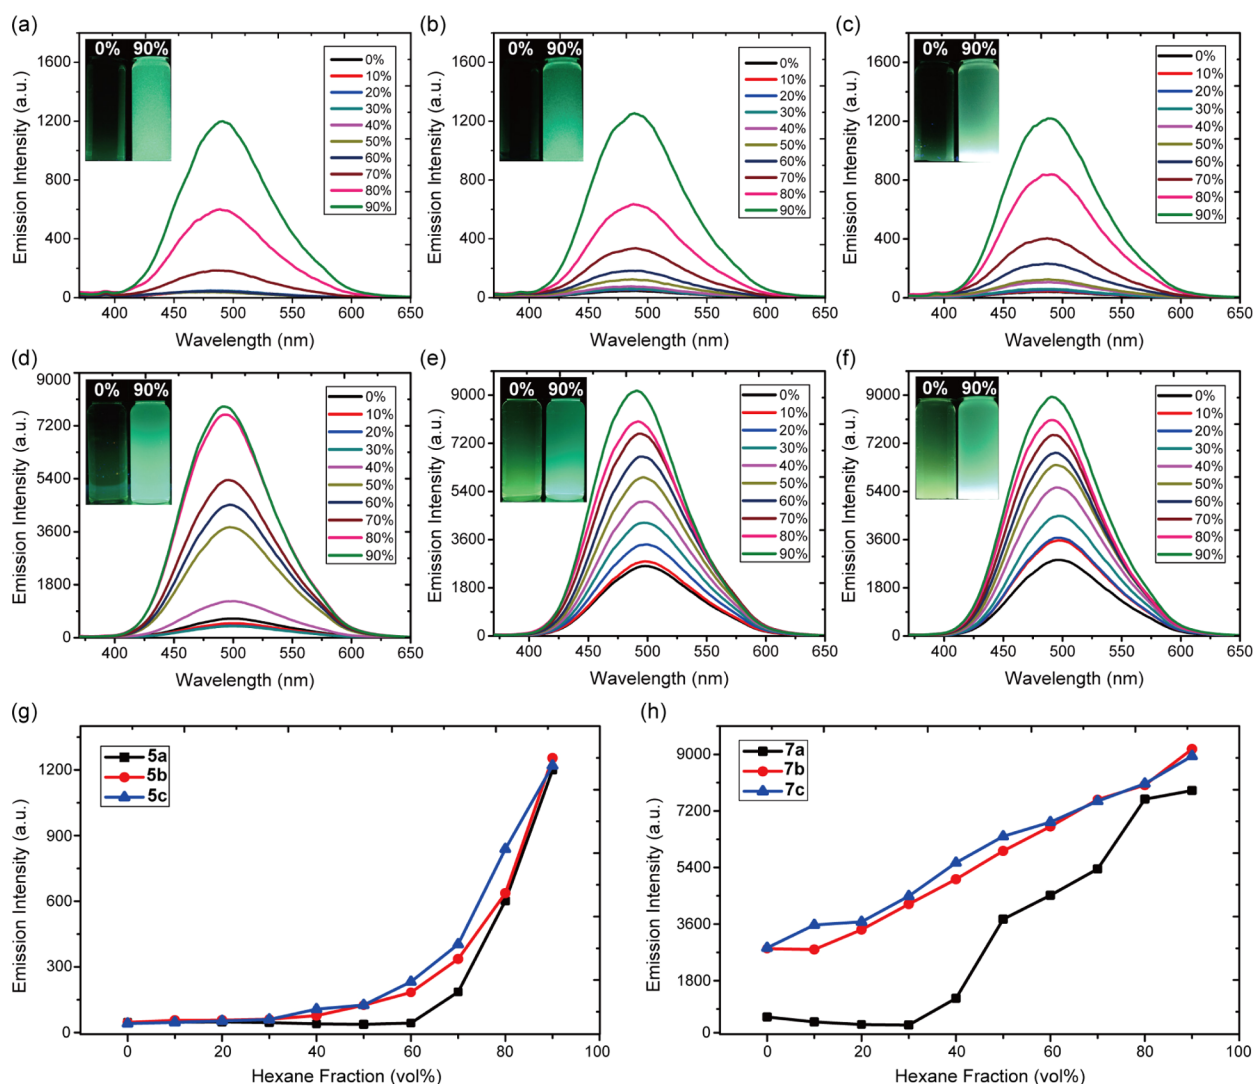 (a)
0% 90%
1600
1200
800
400
0
400 450 500 550 600 650
Emission Intensity (a.u.)
Wavelength (nm)
0%
10%
20%
30%
40%
50%
60%
70%
80%
90%
(b)
0% 90%
1600
1200
800
400
0
400 450 500 550 600 650
Emission Intensity (a.u.)
Wavelength (nm)
0%
10%
20%
30%
40%
50%
60%
70%
80%
90%
(c)
0% 90%
1600
1200
800
400
0
400 450 500 550 600 650
Emission Intensity (a.u.)
Wavelength (nm)
0%
10%
20%
30%
40%
50%
60%
70%
80%
90%
(d)
0% 90%
9000
7200
5400
3600
1800
0
400 450 500 550 600 650
Emission Intensity (a.u.)
Wavelength (nm)
0%
10%
20%
30%
40%
50%
60%
70%
80%
90%
(e)
0% 90%
9000
7200
5400
3600
1800
0
400 450 500 550 600 650
Emission Intensity (a.u.)
Wavelength (nm)
0%
10%
20%
30%
40%
50%
60%
70%
80%
90%
(f)
0% 90%
9000
7200
5400
3600
1800
0
400 450 500 550 600 650
Emission Intensity (a.u.)
Wavelength (nm)
0%
10%
20%
30%
40%
50%
60%
70%
80%
90%
(g)
5a
5b
5c
1200
900
600
300
0
0 20 40 60 80 100
Emission Intensity (a.u.)
Hexane Fraction (vol%)
(h)
7a
7b
7c
9000
7200
5400
3600
1800
0
0 20 40 60 80 100
Emission Intensity (a.u.)
Hexane Fraction (vol%)